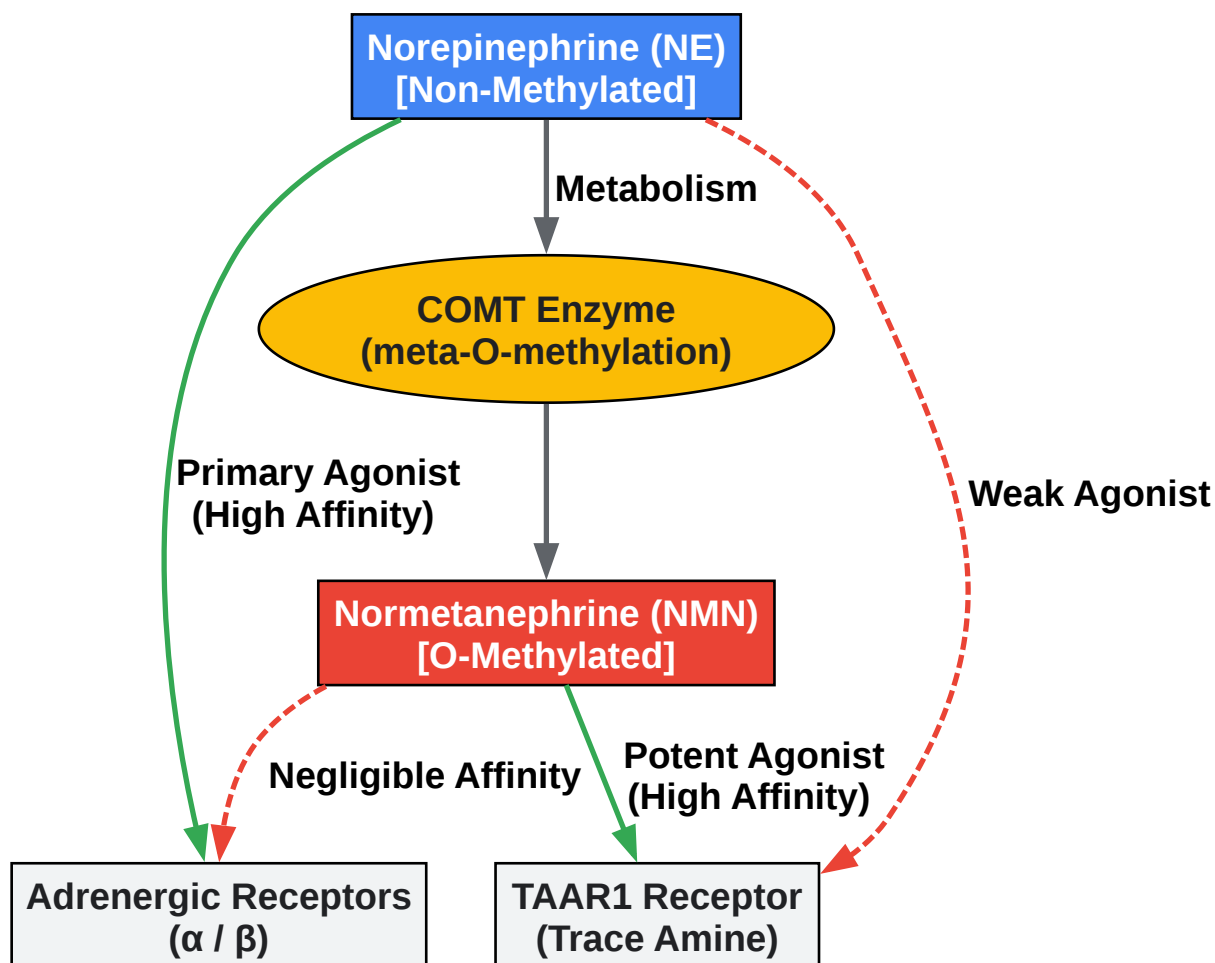 Norepinephrine (NE)
[Non-Methylated]
Metabolism
COMT Enzyme
(meta-O-methylation)
Primary Agonist
(High Affinity)
Weak Agonist
Normetanephrine (NMN)
[O-Methylated]
Negligible Affinity
Potent Agonist
(High Affinity)
Adrenergic Receptors
(α / β)
TAAR1 Receptor
(Trace Amine)